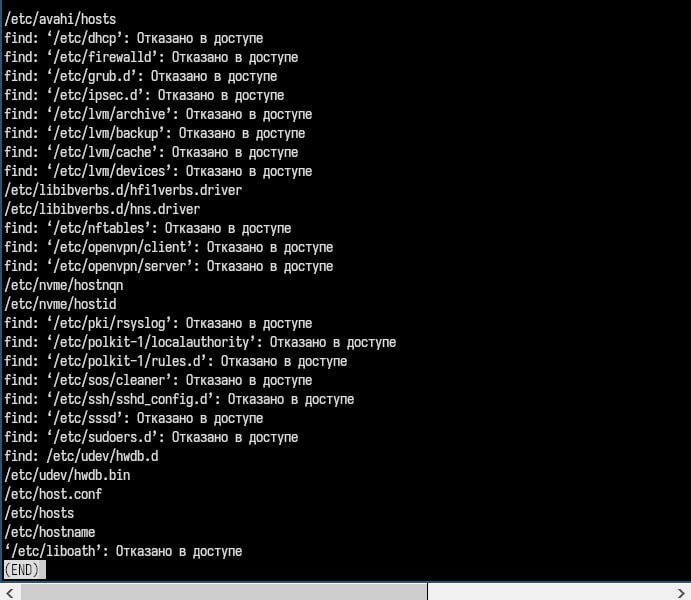 /etc/avahi/hosts
find: ‘/etc/dhcp’: Отказано в доступе
find: ‘/etc/firewalld’: Отказано в доступе
find: ‘/etc/grub.d’: Отказано в доступе
find: ‘/etc/ipsec.d’: Отказано в доступе
find: ‘/etc/lvm/archive’: Отказано в доступе
find: ‘/etc/lvm/backup’: Отказано в доступе
find: ‘/etc/lvm/cache’: Отказано в доступе
find: ‘/etc/lvm/devices’: Отказано в доступе
/etc/libibverbs.d/hfi1verbs.driver
/etc/libibverbs.d/hns.driver
find: ‘/etc/nftables’: Отказано в доступе
find: ‘/etc/openvpn/client’: Отказано в доступе
find: ‘/etc/openvpn/server’: Отказано в доступе
/etc/nvme/hostnqn
/etc/nvme/hostid
find: ‘/etc/pki/rsyslog’: Отказано в доступе
find: ‘/etc/polkit-1/localauthority’: Отказано в доступе
find: ‘/etc/polkit-1/rules.d’: Отказано в доступе
find: ‘/etc/sos/cleaner’: Отказано в доступе
find: ‘/etc/ssh/sshd_config.d’: Отказано в доступе
find: ‘/etc/sssd’: Отказано в доступе
find: ‘/etc/sudoers.d’: Отказано в доступе
find: /etc/udev/hwdb.d
/etc/udev/hwdb.bin
/etc/host.conf
/etc/hosts
/etc/hostname
‘/etc/liboath’: Отказано в доступе
(END)